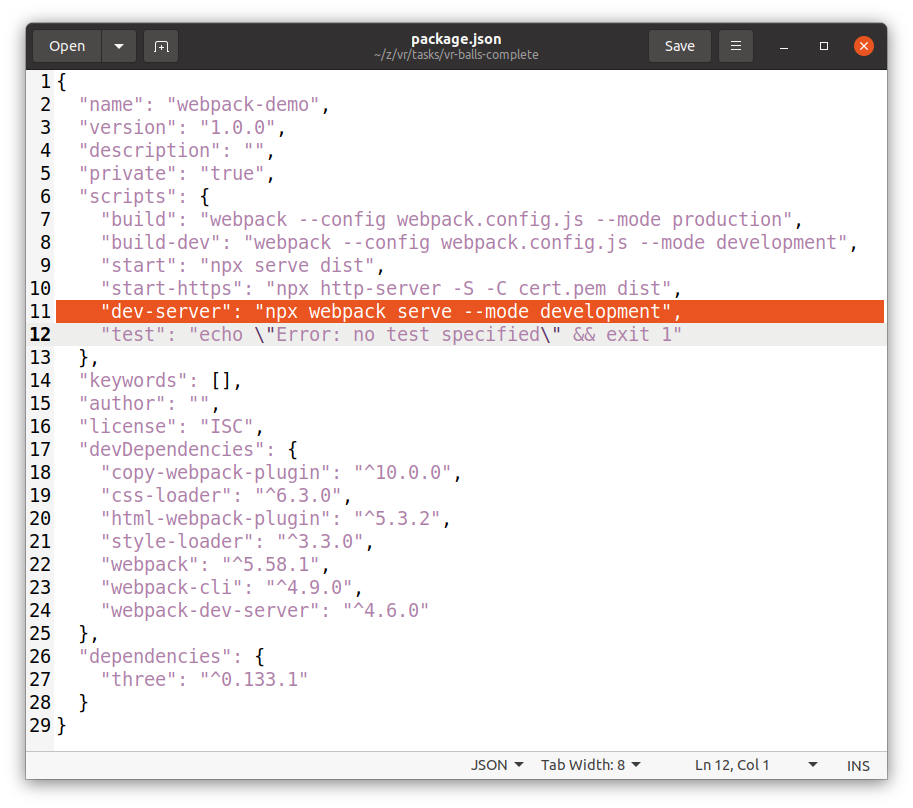 Open
package.json
~/z/vr/tasks/vr-balls-complete
Save
1 {
2   "name": "webpack-demo",
3   "version": "1.0.0",
4   "description": "",
5   "private": "true",
6   "scripts": {
7     "build": "webpack --config webpack.config.js --mode production",
8     "build-dev": "webpack --config webpack.config.js --mode development",
9     "start": "npx serve dist",
10     "start-https": "npx http-server -S -C cert.pem dist",
11     "dev-server": "npx webpack serve --mode development",
12     "test": "echo \"Error: no test specified\" && exit 1"
13   },
14   "keywords": [],
15   "author": "",
16   "license": "ISC",
17   "devDependencies": {
18     "copy-webpack-plugin": "^10.0.0",
19     "css-loader": "^6.3.0",
20     "html-webpack-plugin": "^5.3.2",
21     "style-loader": "^3.3.0",
22     "webpack": "^5.58.1",
23     "webpack-cli": "^4.9.0",
24     "webpack-dev-server": "^4.6.0"
25   },
26   "dependencies": {
27     "three": "^0.133.1"
28   }
29 }
JSON Tab Width: 8 Ln 12, Col 1 INS